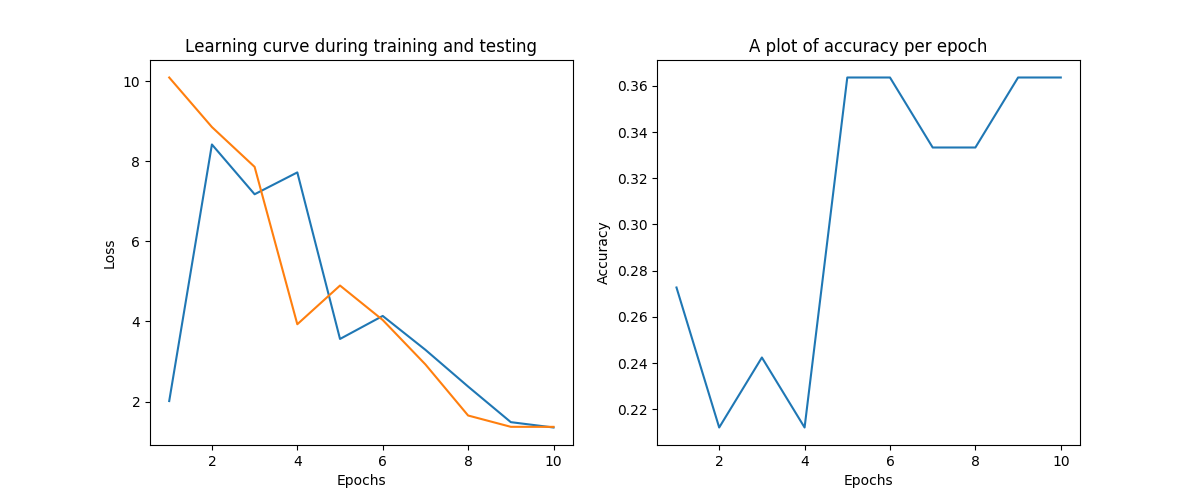 Learning curve during training and testing
10
8
6
4
2
Loss
2 4 6 8 10
Epochs
A plot of accuracy per epoch
0.36
0.34
0.32
0.30
0.28
0.26
0.24
0.22
Accuracy
2 4 6 8 10
Epochs